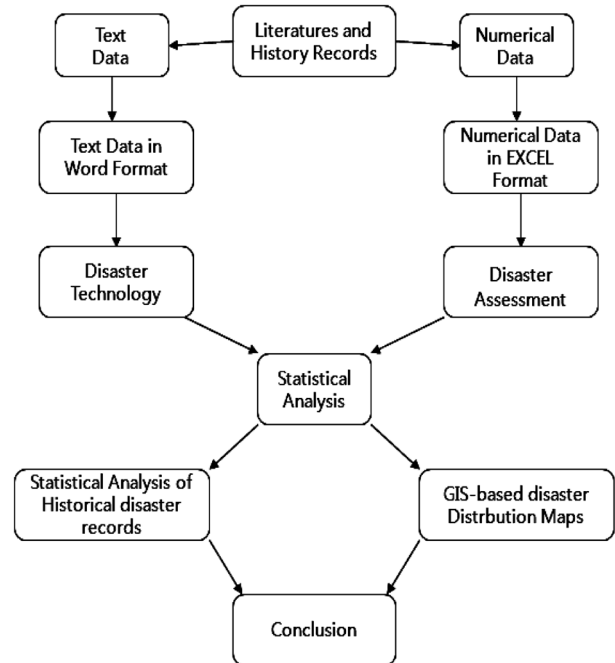 Text
Data
Literatures and
History Records
Numerical
Data
Text Data in
Word Format
Numerical Data
in EXCEL
Format
Disaster
Technology
Disaster
Assessment
Statistical
Analysis
Statistical Analysis of
Historical disaster
records
GIS-based disaster
Distrbution Maps
Conclusion